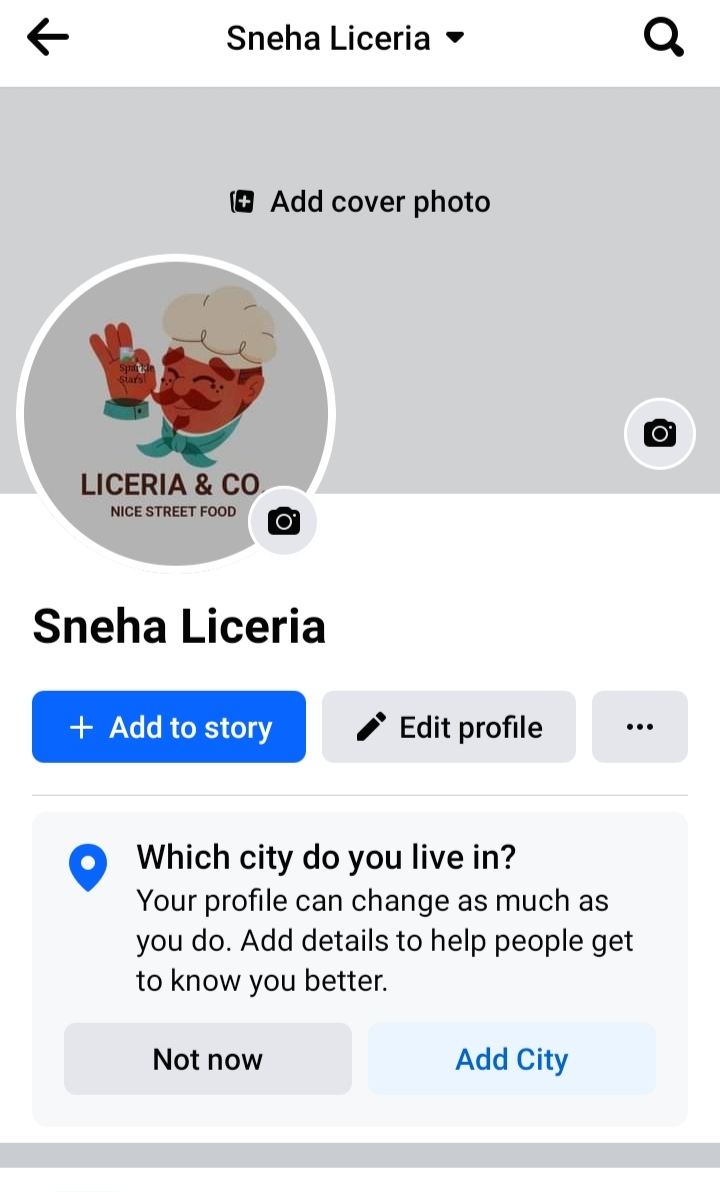 Sneha Liceria
Add cover photo
Sparkle
Stars!
LICERIA & CO.
NICE STREET FOOD
Sneha Liceria
+ Add to story
Edit profile
...
Which city do you live in?
Your profile can change as much as
you do. Add details to help people get
to know you better.
Not now
Add City